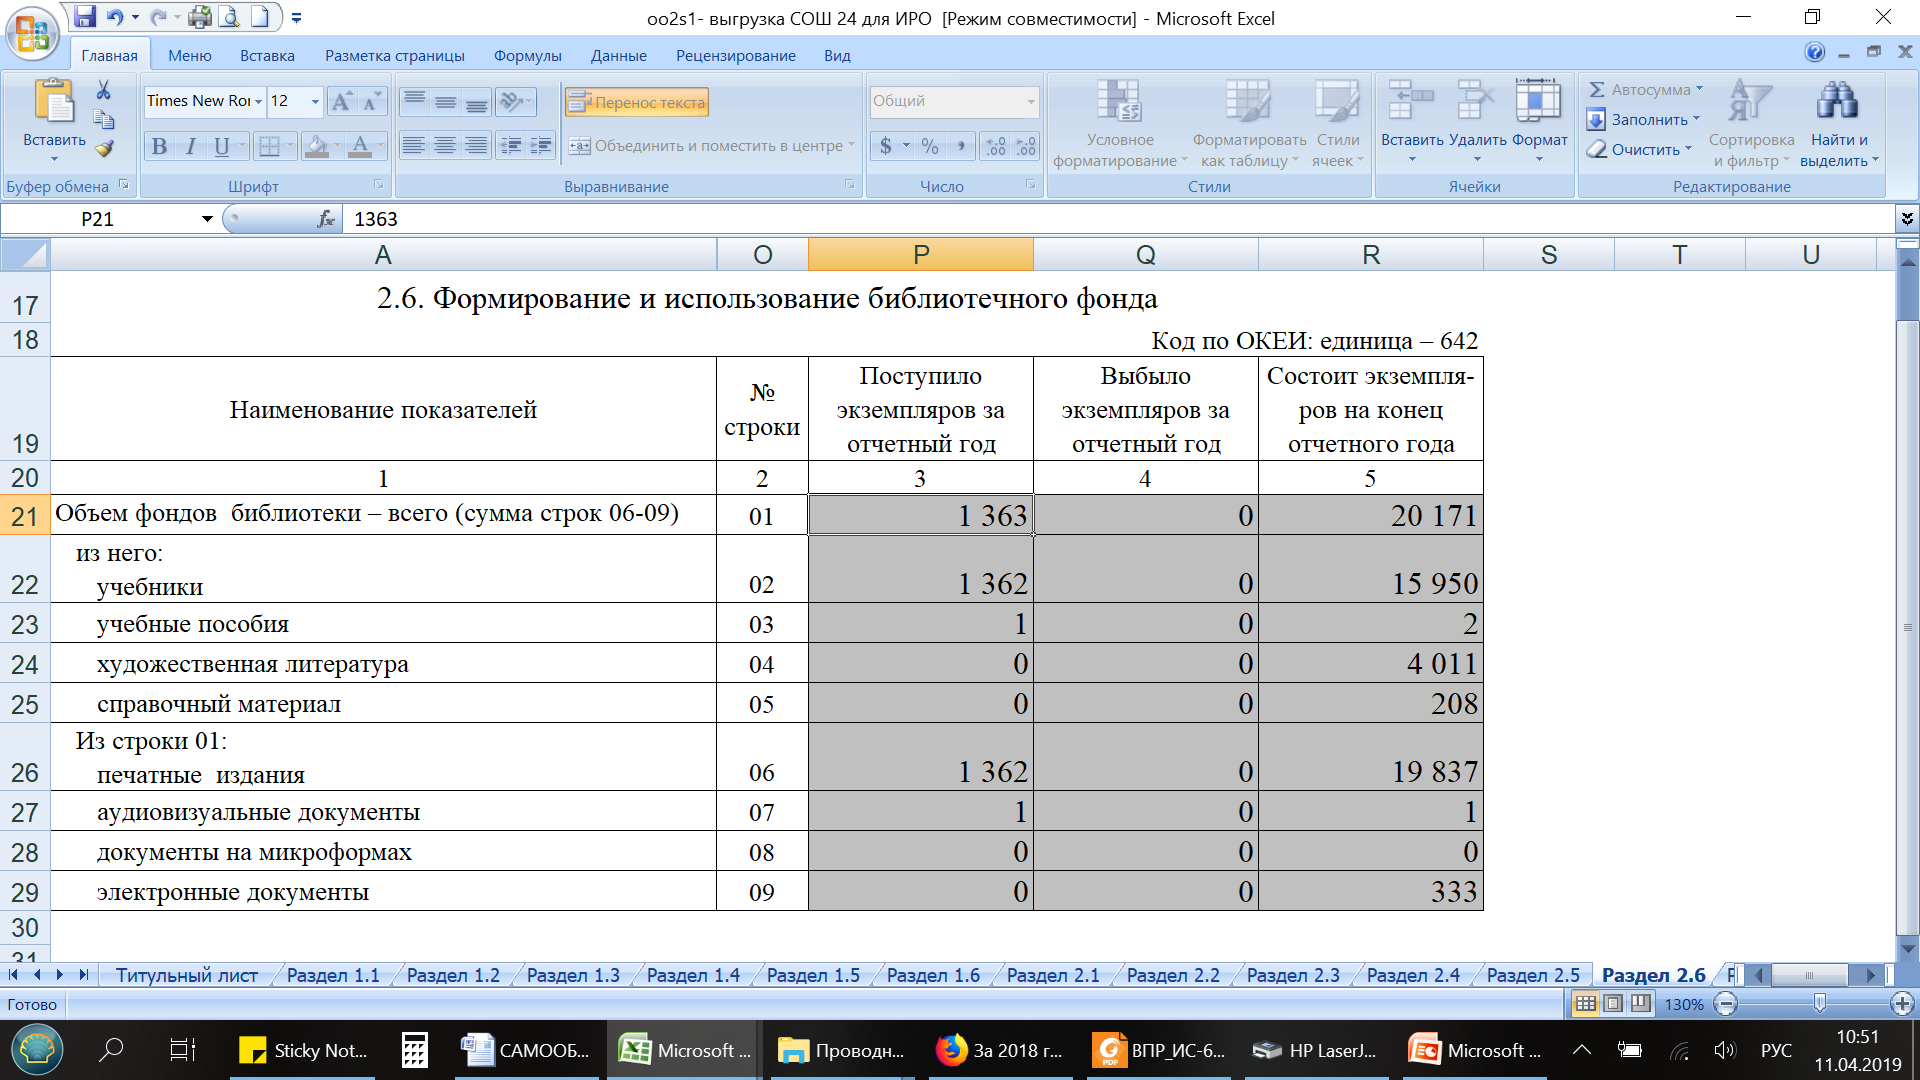 oo2s1- выгрузка СОШ 24 для ИРО  [Режим совместимости] - Microsoft Excel
Главная Меню Вставка Разметка страницы Формулы Данные Рецензирование Вид
Вставить
Буфер обмена
Times New Roi 12
Шрифт
Перенос текста
Объединить и поместить в центре
Выравнивание
Общий
Число
Условное форматирование
Форматировать как таблицу
Стили ячеек
Стили
Вставить Удалить Формат
Ячейки
Автосумма
Заполнить
Очистить
Сортировка и фильтр
Найти и выделить
Редактирование
P21 fx 1363
A O P Q R S T U
17 2.6. Формирование и использование библиотечного фонда
18 Код по ОКЕИ: единица – 642
19 Наименование показателей № строки Поступило экземпляров за отчетный год Выбыло экземпляров за отчетный год Состоит экземпля-ров на конец отчетного года
20 1 2 3 4 5
21 Объем фондов  библиотеки – всего (сумма строк 06-09) 01 1 363 0 20 171
из него:
22 учебники 02 1 362 0 15 950
23 учебные пособия 03 1 0 2
24 художественная литература 04 0 0 4 011
25 справочный материал 05 0 0 208
Из строки 01:
26 печатные  издания 06 1 362 0 19 837
27 аудиовизуальные документы 07 1 0 1
28 документы на микроформах 08 0 0 0
29 электронные документы 09 0 0 333
30
31
Титульный лист Раздел 1.1 Раздел 1.2 Раздел 1.3 Раздел 1.4 Раздел 1.5 Раздел 1.6 Раздел 2.1 Раздел 2.2 Раздел 2.3 Раздел 2.4 Раздел 2.5 Раздел 2.6
Готово 130%
Sticky Not... САМООБ... Microsoft ... Проводн... За 2018 г... ВПР_ИС-6... HP LaserJ... Microsoft ... РУС 10:51
11.04.2019